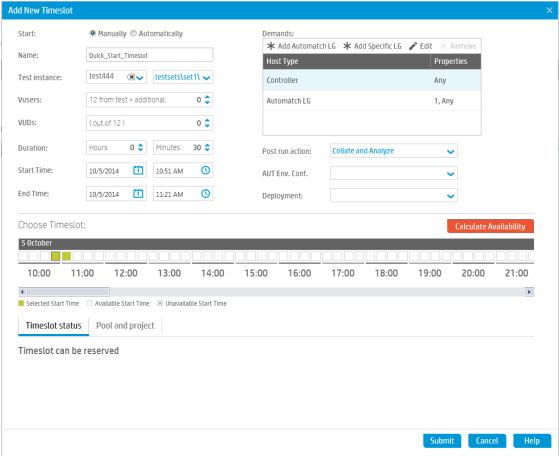 Add New Timeslot
Start: Manually Automatically
Name: Quick_Start_Timeslot
Test instance: test444 testsets\set1\
Vusers: 12 from test + additional: 0
VUDs: ( out of 12 ) 0
Duration: Hours 0 Minutes 30
Start Time: 10/5/2014 10:51 AM
End Time: 10/5/2014 11:21 AM
Demands:
Add Automatch LG Add Specific LG Edit Remove
Host Type Properties
Controller Any
Automatch LG 1, Any
Post run action: Collate and Analyze
AUT Env. Conf.
Deployment:
Choose Timeslot: Calculate Availability
5 October
10:00 11:00 12:00 13:00 14:00 15:00 16:00 17:00 18:00 19:00 20:00 21:00
Selected Start Time Available Start Time Unavailable Start Time
Timeslot status Pool and project
Timeslot can be reserved
Submit Cancel Help